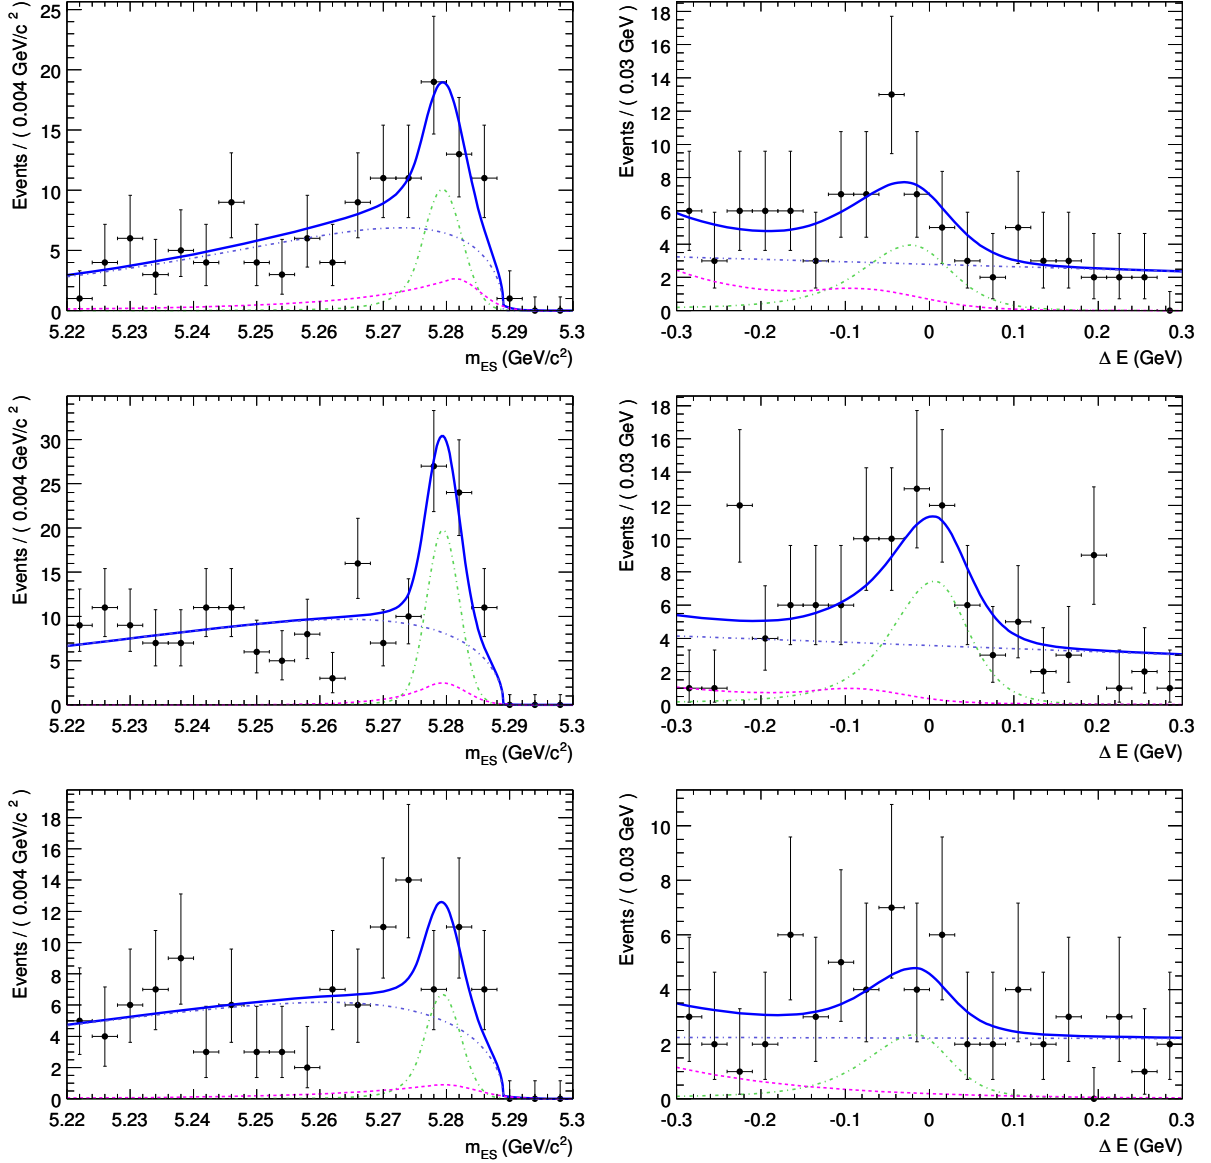 Events / ( 0.004 GeV/c ² )
25
20
15
10
5
0
5.22 5.23 5.24 5.25 5.26 5.27 5.28 5.29 5.3
m_ES (GeV/c²)
Events / ( 0.03 GeV )
18
16
14
12
10
8
6
4
2
0
-0.3 -0.2 -0.1 0 0.1 0.2 0.3
Δ E (GeV)
Events / ( 0.004 GeV/c ² )
30
25
20
15
10
5
0
5.22 5.23 5.24 5.25 5.26 5.27 5.28 5.29 5.3
m_ES (GeV/c²)
Events / ( 0.03 GeV )
18
16
14
12
10
8
6
4
2
0
-0.3 -0.2 -0.1 0 0.1 0.2 0.3
Δ E (GeV)
Events / ( 0.004 GeV/c ² )
18
16
14
12
10
8
6
4
2
0
5.22 5.23 5.24 5.25 5.26 5.27 5.28 5.29 5.3
m_ES (GeV/c²)
Events / ( 0.03 GeV )
10
8
6
4
2
0
-0.3 -0.2 -0.1 0 0.1 0.2 0.3
Δ E (GeV)